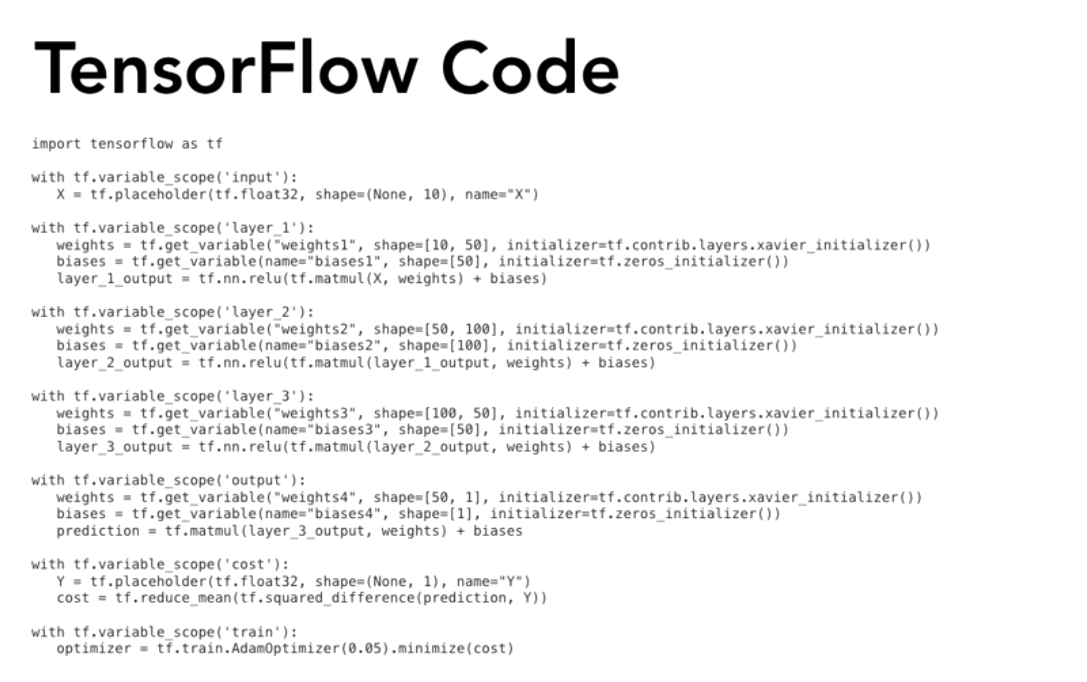 TensorFlow Code
import tensorflow as tf
with tf.variable_scope('input'):
X = tf.placeholder(tf.float32, shape=(None, 10), name="X")
with tf.variable_scope('layer_1'):
weights = tf.get_variable("weights1", shape=[10, 50], initializer=tf.contrib.layers.xavier_initializer())
biases = tf.get_variable(name="biases1", shape=[50], initializer=tf.zeros_initializer())
layer_1_output = tf.nn.relu(tf.matmul(X, weights) + biases)
with tf.variable_scope('layer_2'):
weights = tf.get_variable("weights2", shape=[50, 100], initializer=tf.contrib.layers.xavier_initializer())
biases = tf.get_variable(name="biases2", shape=[100], initializer=tf.zeros_initializer())
layer_2_output = tf.nn.relu(tf.matmul(layer_1_output, weights) + biases)
with tf.variable_scope('layer_3'):
weights = tf.get_variable("weights3", shape=[100, 50], initializer=tf.contrib.layers.xavier_initializer())
biases = tf.get_variable(name="biases3", shape=[50], initializer=tf.zeros_initializer())
layer_3_output = tf.nn.relu(tf.matmul(layer_2_output, weights) + biases)
with tf.variable_scope('output'):
weights = tf.get_variable("weights4", shape=[50, 1], initializer=tf.contrib.layers.xavier_initializer())
biases = tf.get_variable(name="biases4", shape=[1], initializer=tf.zeros_initializer())
prediction = tf.matmul(layer_3_output, weights) + biases
with tf.variable_scope('cost'):
Y = tf.placeholder(tf.float32, shape=(None, 1), name="Y")
cost = tf.reduce_mean(tf.squared_difference(prediction, Y))
with tf.variable_scope('train'):
optimizer = tf.train.AdamOptimizer(0.05).minimize(cost)